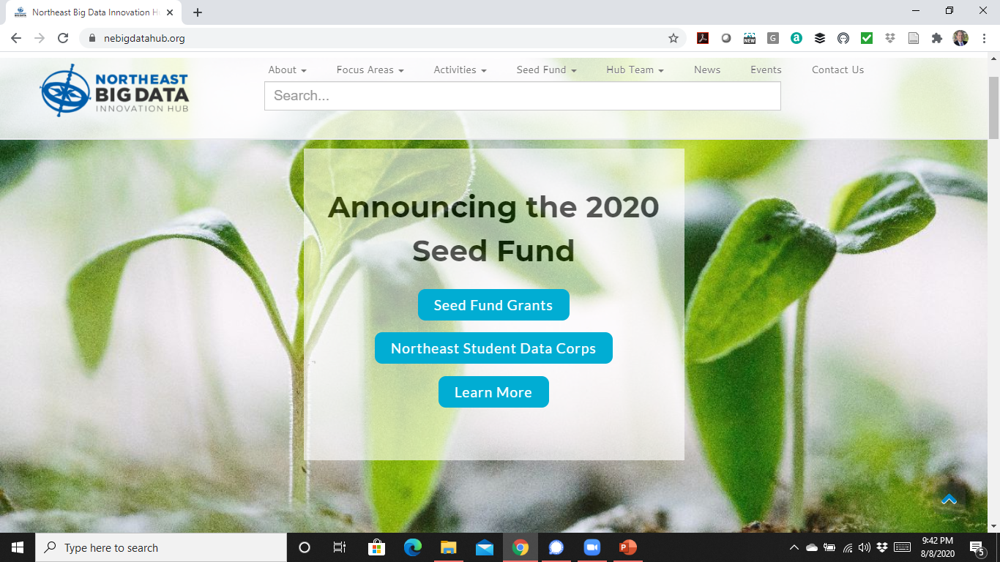 Northeast Big Data Innovation H
nebigdatahub.org
NEW
G
a
NORTHEAST
BIG DATA
INNOVATION HUB
About
Focus Areas
Activities
Seed Fund
Hub Team
News
Events
Contact Us
Search...
Announcing the 2020
Seed Fund
Seed Fund Grants
Northeast Student Data Corps
Learn More
Type here to search
9:42 PM
8/8/2020
5